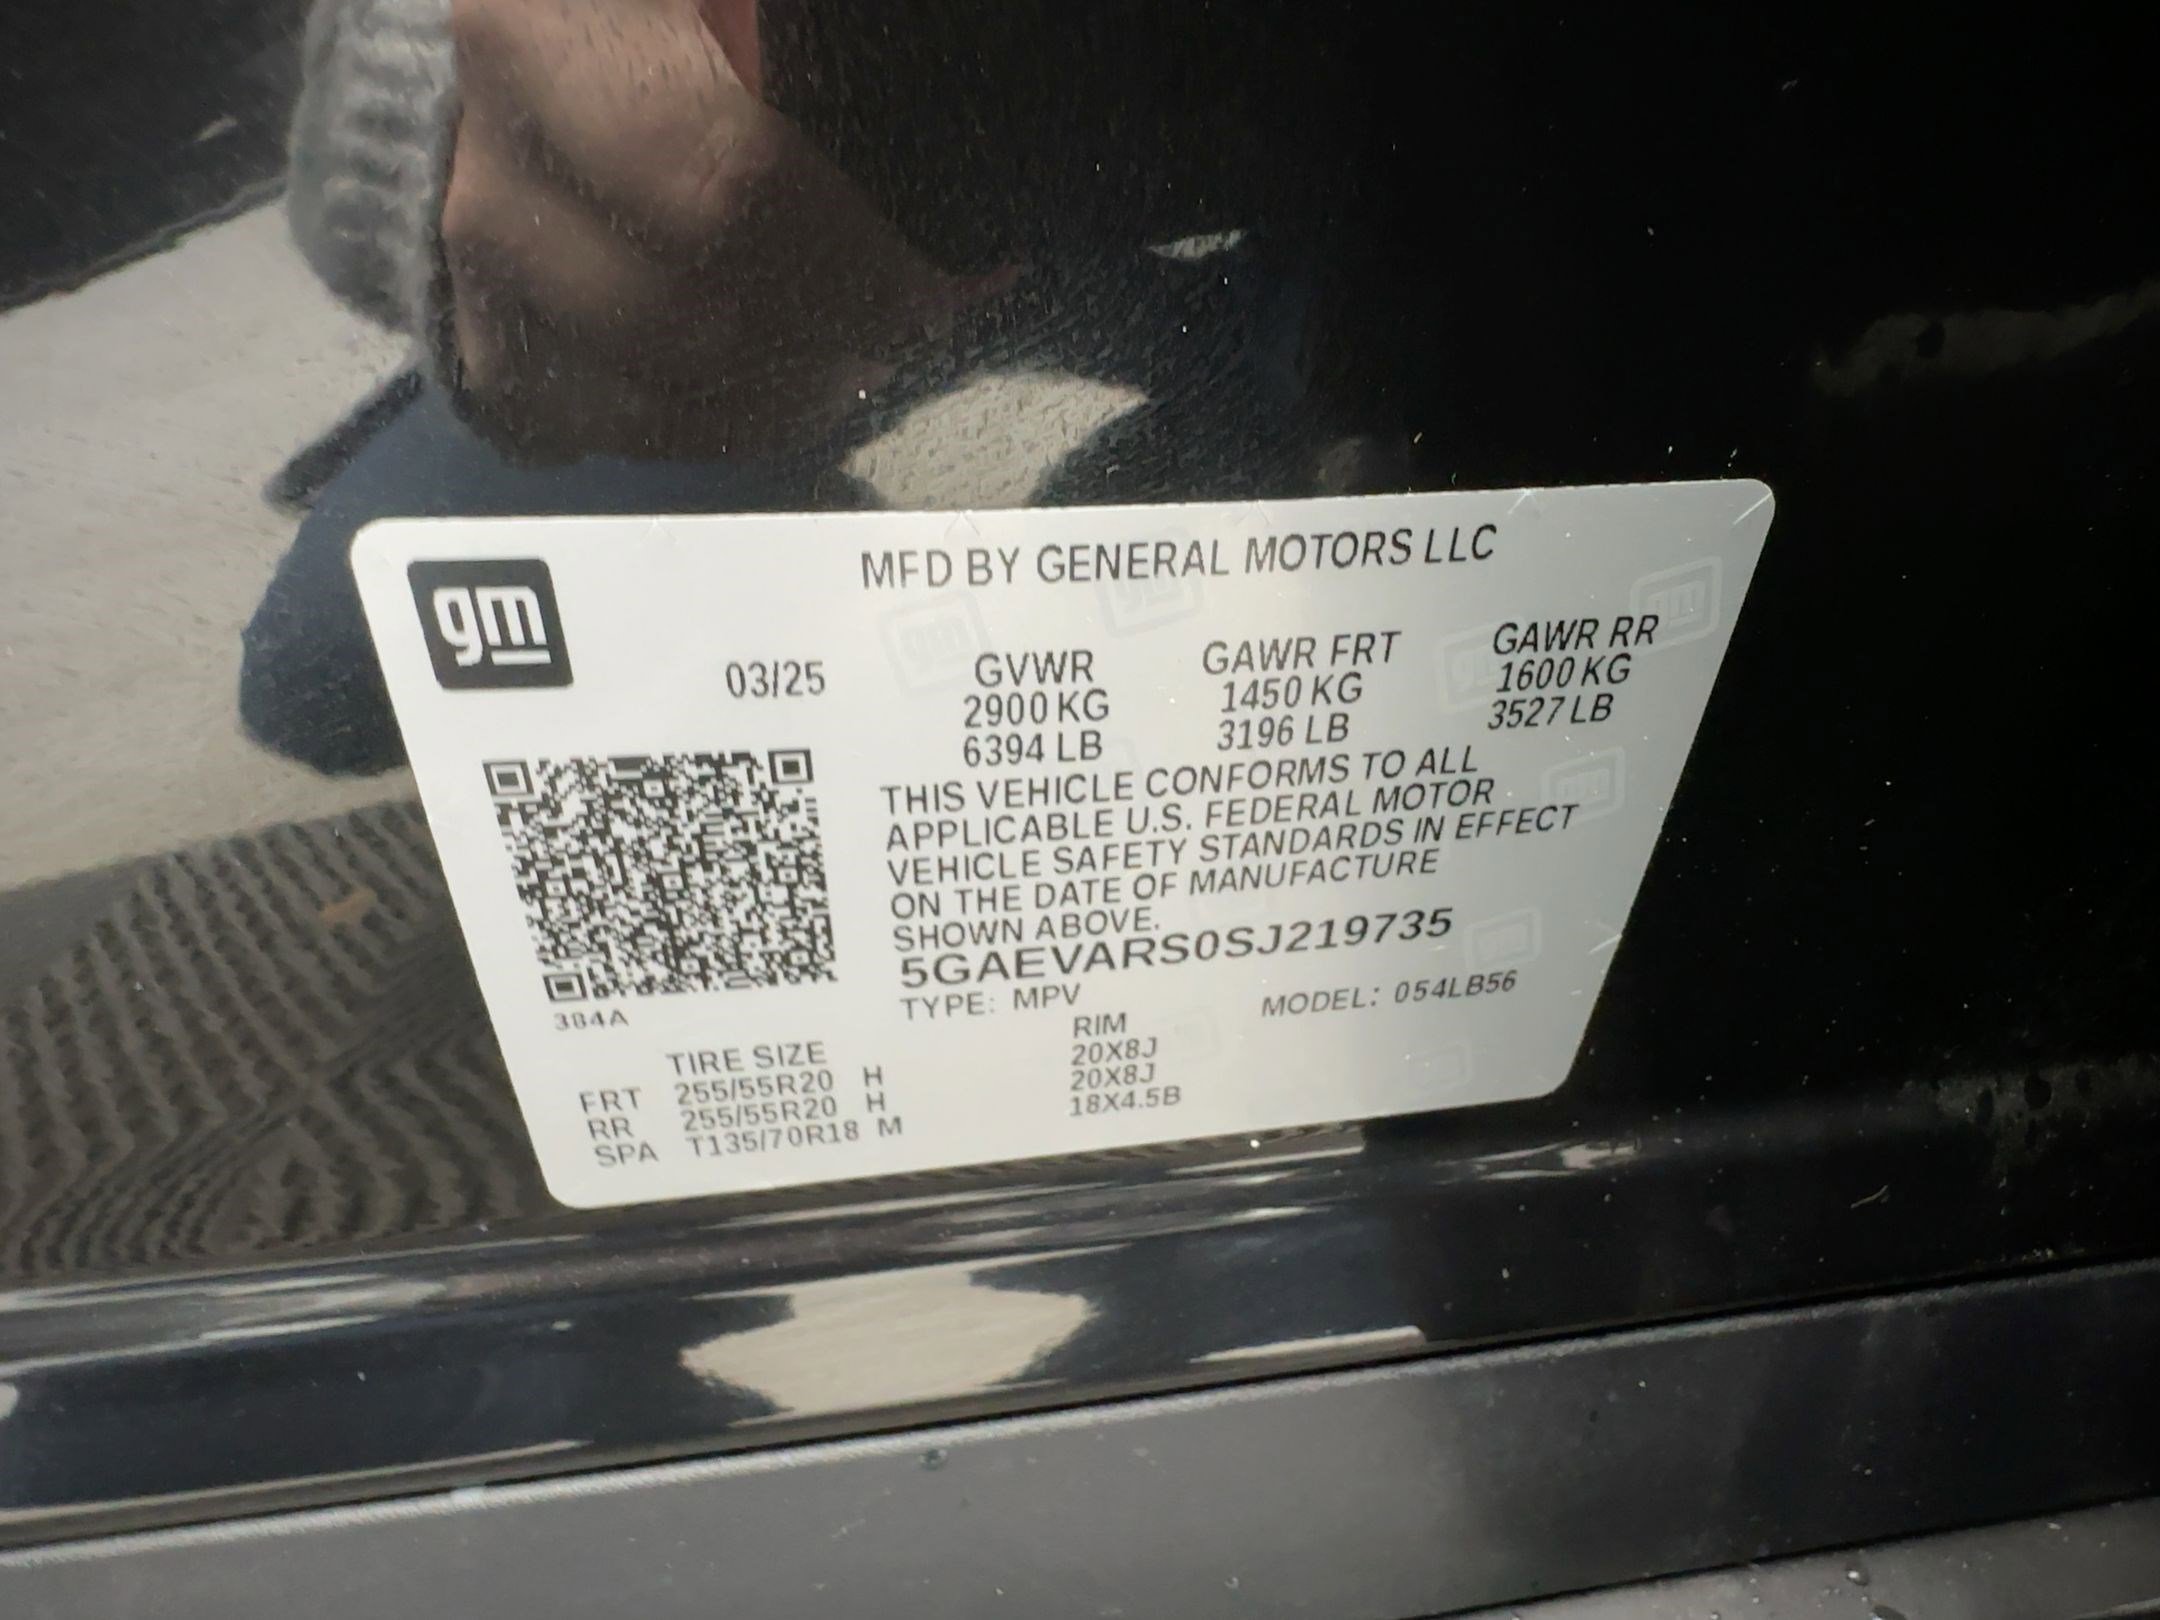 MFD BY GENERAL MOTORS LLC
gm
03/25
GVWR GAWR FRT GAWR RR
2900 KG 1450 KG 1600 KG
6394 LB 3196 LB 3527 LB
THIS VEHICLE CONFORMS TO ALL
APPLICABLE U.S. FEDERAL MOTOR
VEHICLE SAFETY STANDARDS IN EFFECT
ON THE DATE OF MANUFACTURE
SHOWN ABOVE.
5GAEVARS0SJ219735
TYPE: MPV MODEL: 054LB56
384A
TIRE SIZE RIM
FRT 255/55R20 H 20X8J
RR 255/55R20 H 20X8J
SPA T135/70R18 M 18X4.5B